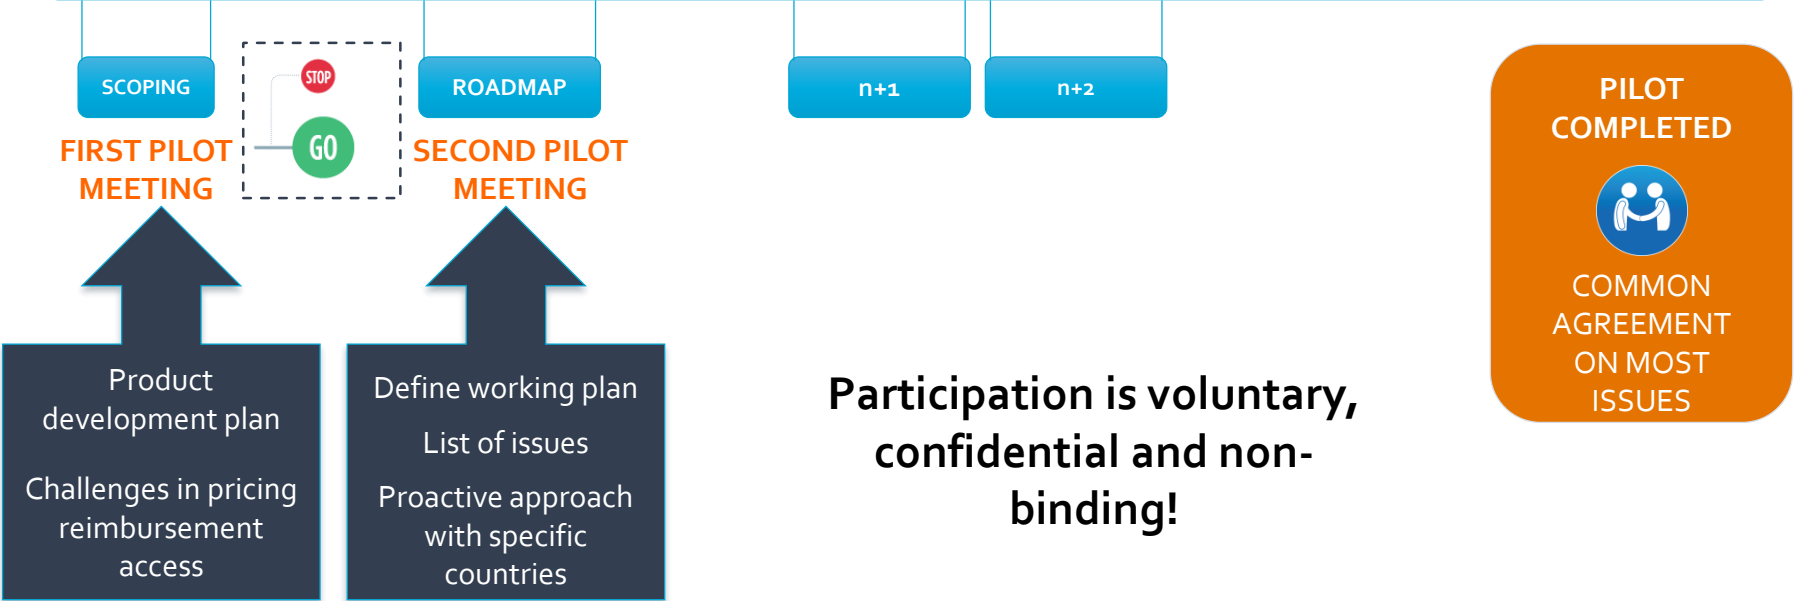 SCOPING
STOP
GO
ROADMAP
n+1
n+2
FIRST PILOT
MEETING
SECOND PILOT
MEETING
Product
development plan
Challenges in pricing
reimbursement
access
Define working plan
List of issues
Proactive approach
with specific
countries
Participation is voluntary,
confidential and non-
binding!
PILOT
COMPLETED
COMMON
AGREEMENT
ON MOST
ISSUES